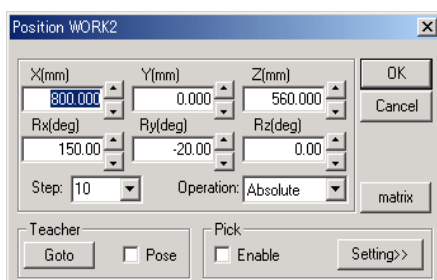 Position WORK2
X(mm) Y(mm) Z(mm) OK
800.000 0.000 560.000
Cancel
Rx(deg) Ry(deg) Rz(deg)
150.00 -20.00 0.00
Step: 10 Operation: Absolute matrix
Teacher Pick
Goto Pose Enable Setting>>